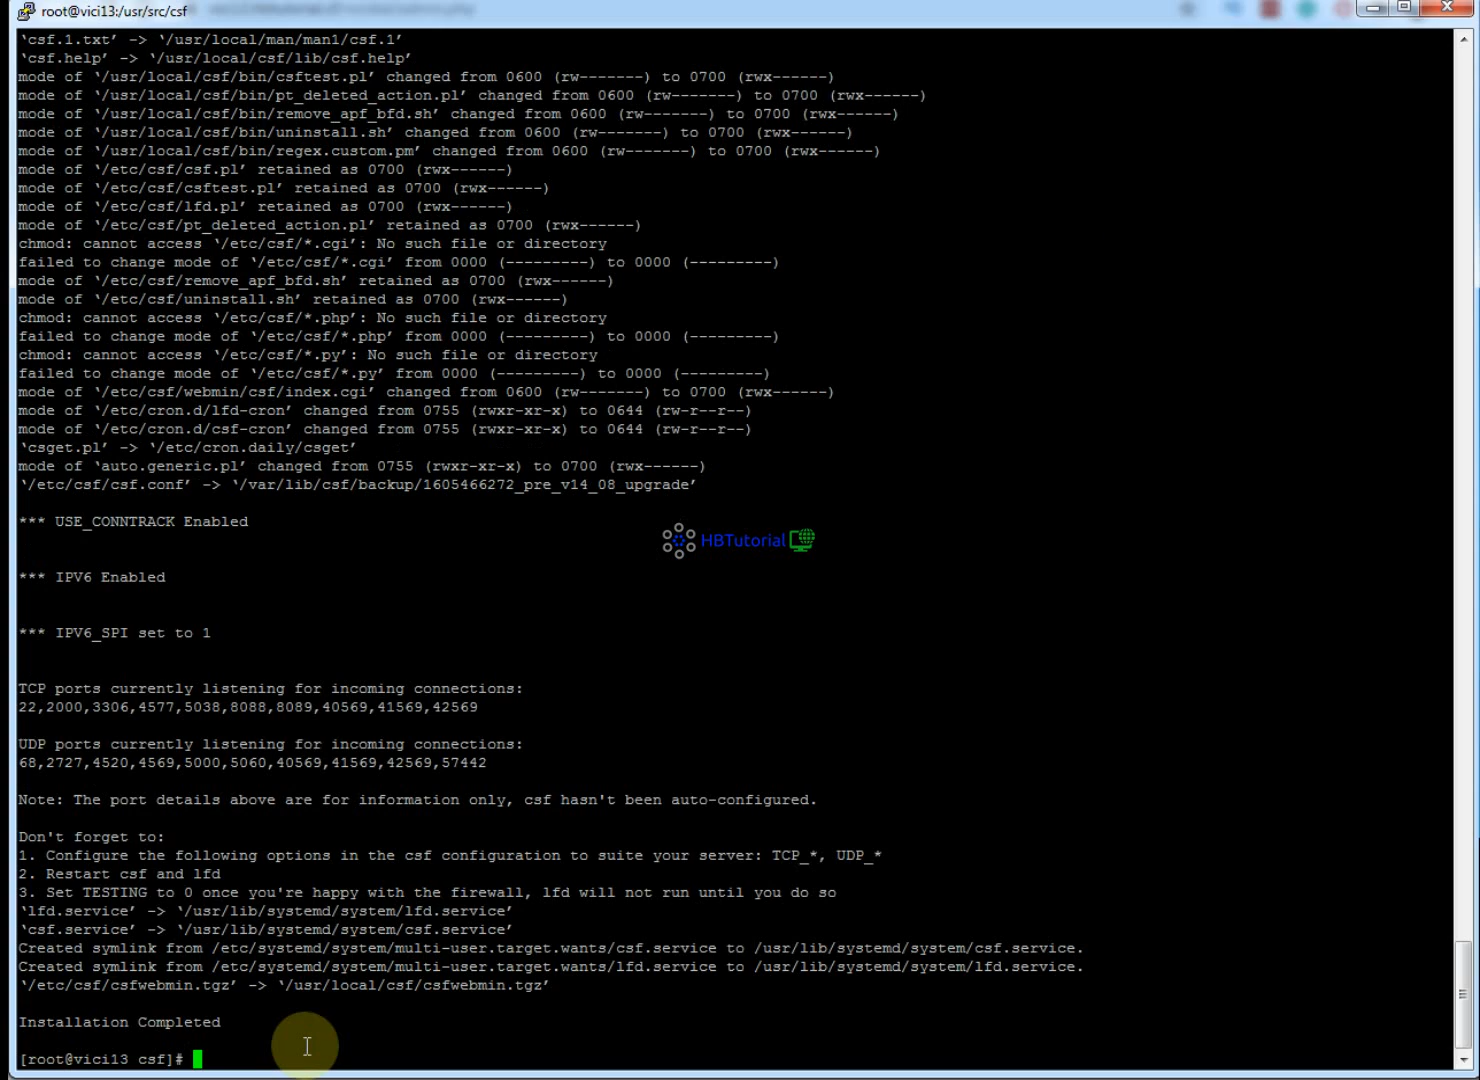 root@vici13:/usr/src/csf
‘csf.1.txt’ -> ‘/usr/local/man/man1/csf.1’
‘csf.help’ -> ‘/usr/local/csf/lib/csf.help’
mode of ‘/usr/local/csf/bin/csftest.pl’ changed from 0600 (rw-------) to 0700 (rwx------)
mode of ‘/usr/local/csf/bin/pt_deleted_action.pl’ changed from 0600 (rw-------) to 0700 (rwx------)
mode of ‘/usr/local/csf/bin/remove_apf_bfd.sh’ changed from 0600 (rw-------) to 0700 (rwx------)
mode of ‘/usr/local/csf/bin/uninstall.sh’ changed from 0600 (rw-------) to 0700 (rwx------)
mode of ‘/usr/local/csf/bin/regex.custom.pm’ changed from 0600 (rw-------) to 0700 (rwx------)
mode of ‘/etc/csf/csf.pl’ retained as 0700 (rwx------)
mode of ‘/etc/csf/csftest.pl’ retained as 0700 (rwx------)
mode of ‘/etc/csf/lfd.pl’ retained as 0700 (rwx------)
mode of ‘/etc/csf/pt_deleted_action.pl’ retained as 0700 (rwx------)
chmod: cannot access ‘/etc/csf/*.cgi’: No such file or directory
failed to change mode of ‘/etc/csf/*.cgi’ from 0000 (---------) to 0000 (---------)
mode of ‘/etc/csf/remove_apf_bfd.sh’ retained as 0700 (rwx------)
mode of ‘/etc/csf/uninstall.sh’ retained as 0700 (rwx------)
chmod: cannot access ‘/etc/csf/*.php’: No such file or directory
failed to change mode of ‘/etc/csf/*.php’ from 0000 (---------) to 0000 (---------)
chmod: cannot access ‘/etc/csf/*.py’: No such file or directory
failed to change mode of ‘/etc/csf/*.py’ from 0000 (---------) to 0000 (---------)
mode of ‘/etc/csf/webmin/csf/index.cgi’ changed from 0600 (rw-------) to 0700 (rwx------)
mode of ‘/etc/cron.d/lfd-cron’ changed from 0755 (rwxr-xr-x) to 0644 (rw-r--r--)
mode of ‘/etc/cron.d/csf-cron’ changed from 0755 (rwxr-xr-x) to 0644 (rw-r--r--)
‘csget.pl’ -> ‘/etc/cron.daily/csget’
mode of ‘auto.generic.pl’ changed from 0755 (rwxr-xr-x) to 0700 (rwx------)
‘/etc/csf/csf.conf’ -> ‘/var/lib/csf/backup/1605466272_pre_v14_08_upgrade’
*** USE_CONNTRACK Enabled
HBTutorial
*** IPV6 Enabled
*** IPV6_SPI set to 1
TCP ports currently listening for incoming connections:
22,2000,3306,4577,5038,8088,8089,40569,41569,42569
UDP ports currently listening for incoming connections:
68,2727,4520,4569,5000,5060,40569,41569,42569,57442
Note: The port details above are for information only, csf hasn't been auto-configured.
Don't forget to:
1. Configure the following options in the csf configuration to suite your server: TCP_*, UDP_*
2. Restart csf and lfd
3. Set TESTING to 0 once you're happy with the firewall, lfd will not run until you do so
‘lfd.service’ -> ‘/usr/lib/systemd/system/lfd.service’
‘csf.service’ -> ‘/usr/lib/systemd/system/csf.service’
Created symlink from /etc/systemd/system/multi-user.target.wants/csf.service to /usr/lib/systemd/system/csf.service.
Created symlink from /etc/systemd/system/multi-user.target.wants/lfd.service to /usr/lib/systemd/system/lfd.service.
‘/etc/csf/csfwebmin.tgz’ -> ‘/usr/local/csf/csfwebmin.tgz’
Installation Completed
[root@vici13 csf]#